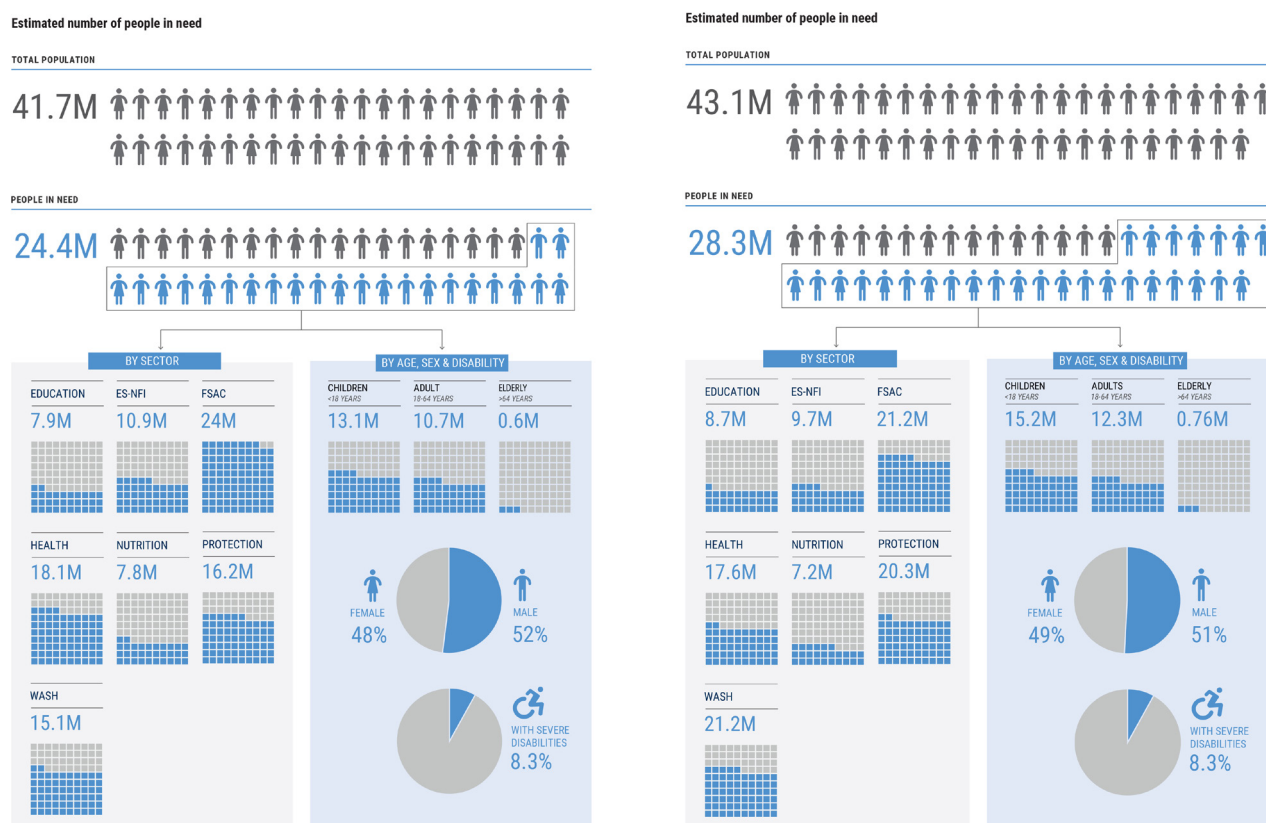 Estimated number of people in need
TOTAL POPULATION
41.7M
PEOPLE IN NEED
24.4M
BY SECTOR
EDUCATION
ES-NFI
FSAC
7.9M
10.9M
24M
HEALTH
NUTRITION
PROTECTION
18.1M
7.8M
16.2M
WASH
15.1M
BY AGE, SEX & DISABILITY
CHILDREN
<18 YEARS
ADULT
18-64 YEARS
ELDERLY
>64 YEARS
13.1M
10.7M
0.6M
FEMALE
48%
MALE
52%
WITH SEVERE
DISABILITIES
8.3%
Estimated number of people in need
TOTAL POPULATION
43.1M
PEOPLE IN NEED
28.3M
BY SECTOR
EDUCATION
ES-NFI
FSAC
8.7M
9.7M
21.2M
HEALTH
NUTRITION
PROTECTION
17.6M
7.2M
20.3M
WASH
21.2M
BY AGE, SEX & DISABILITY
CHILDREN
>18 YEARS
ADULTS
18-64 YEARS
ELDERLY
>64 YEARS
15.2M
12.3M
0.76M
FEMALE
49%
MALE
51%
WITH SEVERE
DISABILITIES
8.3%